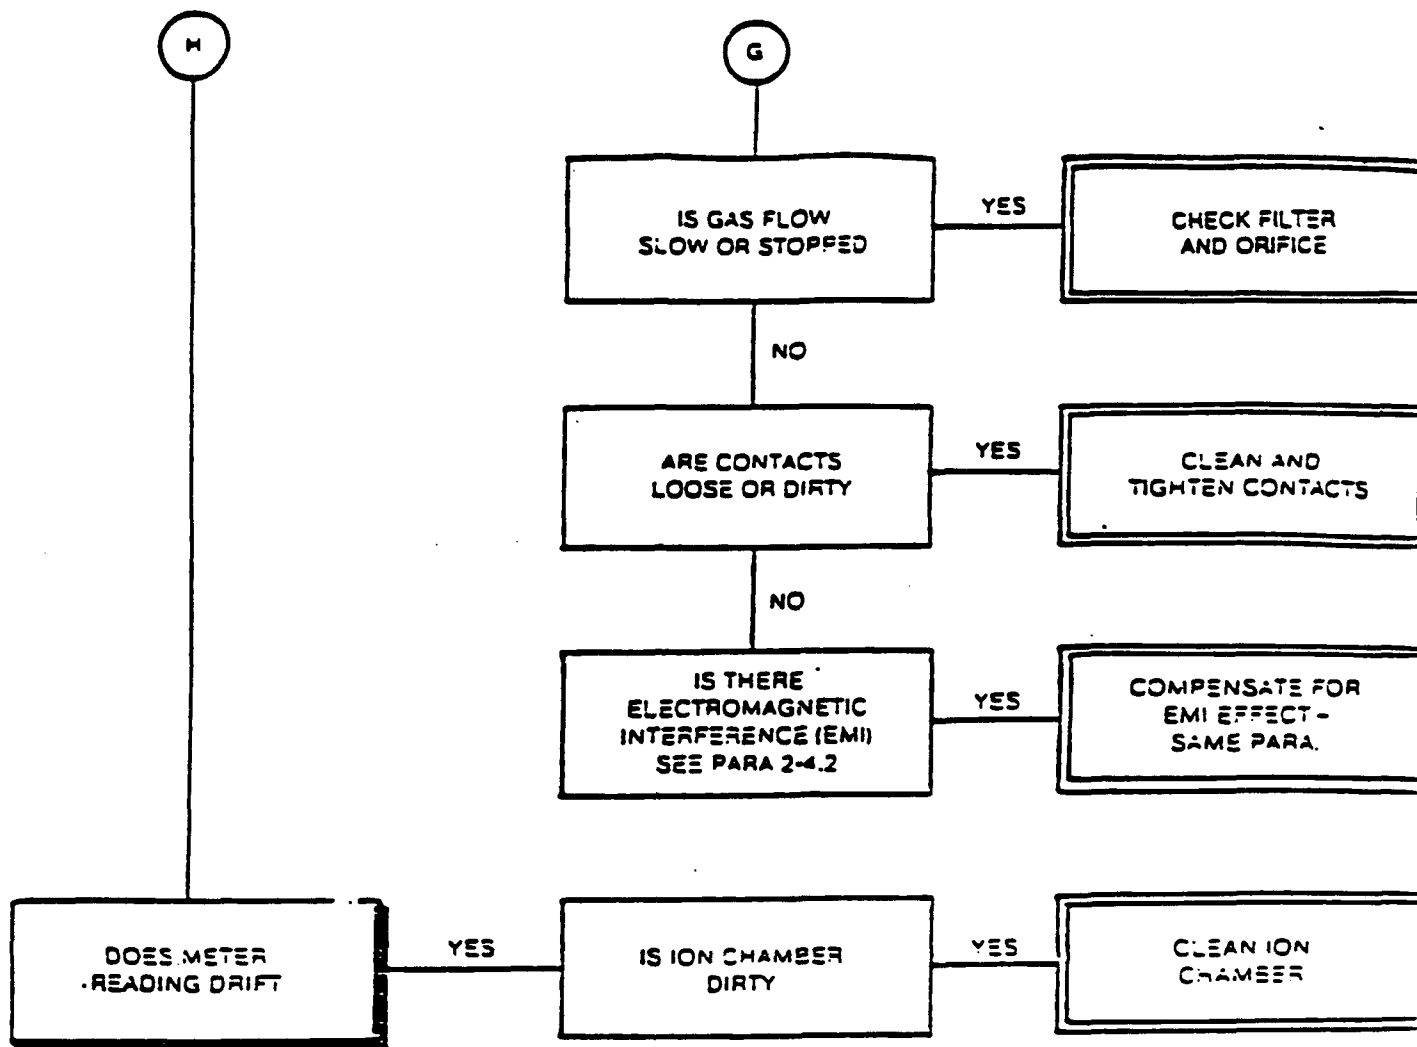 H
G
IS GAS FLOW
SLOW OR STOPPED
YES
CHECK FILTER
AND ORIFICE
NO
ARE CONTACTS
LOOSE OR DIRTY
YES
CLEAN AND
TIGHTEN CONTACTS
NO
IS THERE
ELECTROMAGNETIC
INTERFERENCE (EMI)
SEE PARA 2-4.2
YES
COMPENSATE FOR
EMI EFFECT -
SAME PARA.
DOES METER
READING DRIFT
YES
IS ION CHAMBER
DIRTY
YES
CLEAN ION
CHAMBER